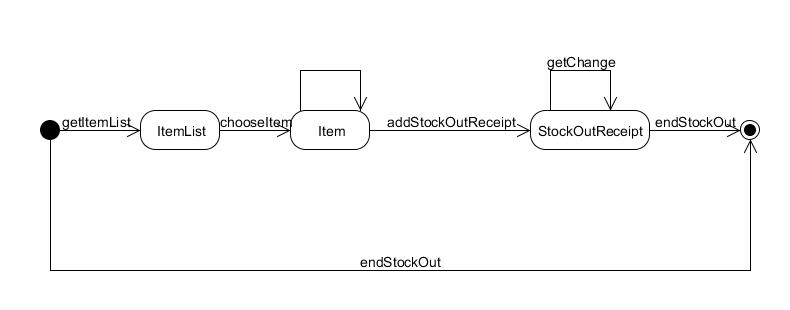 getChange
getItemList
chooseItem
addStockOutReceipt
endStockOut
ItemList
Item
StockOutReceipt
endStockOut